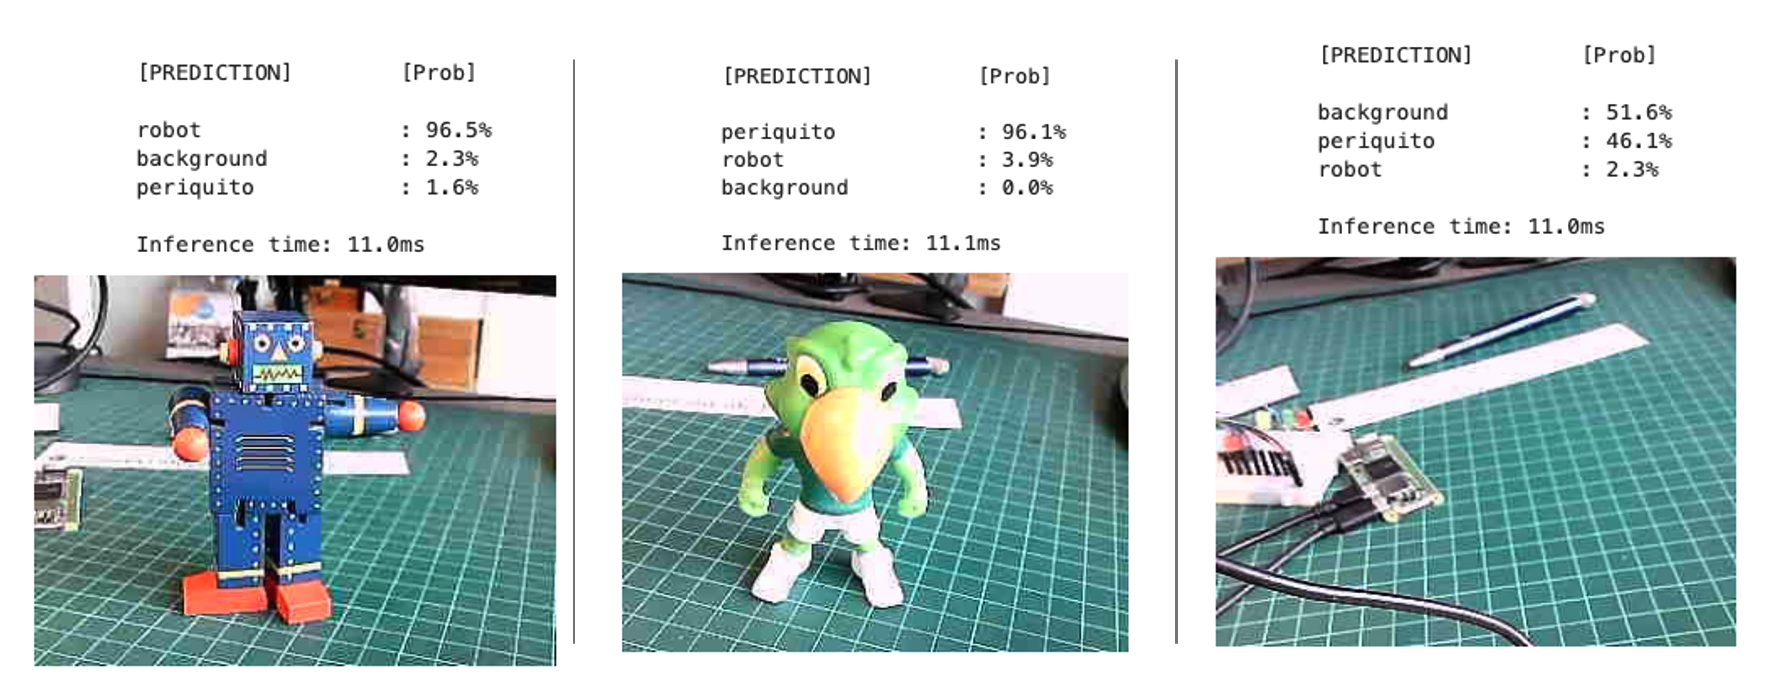 [PREDICTION] [Prob]
robot : 96.5%
background : 2.3%
periquito : 1.6%
Inference time: 11.0ms
[PREDICTION] [Prob]
periquito : 96.1%
robot : 3.9%
background : 0.0%
Inference time: 11.1ms
[PREDICTION] [Prob]
background : 51.6%
periquito : 46.1%
robot : 2.3%
Inference time: 11.0ms